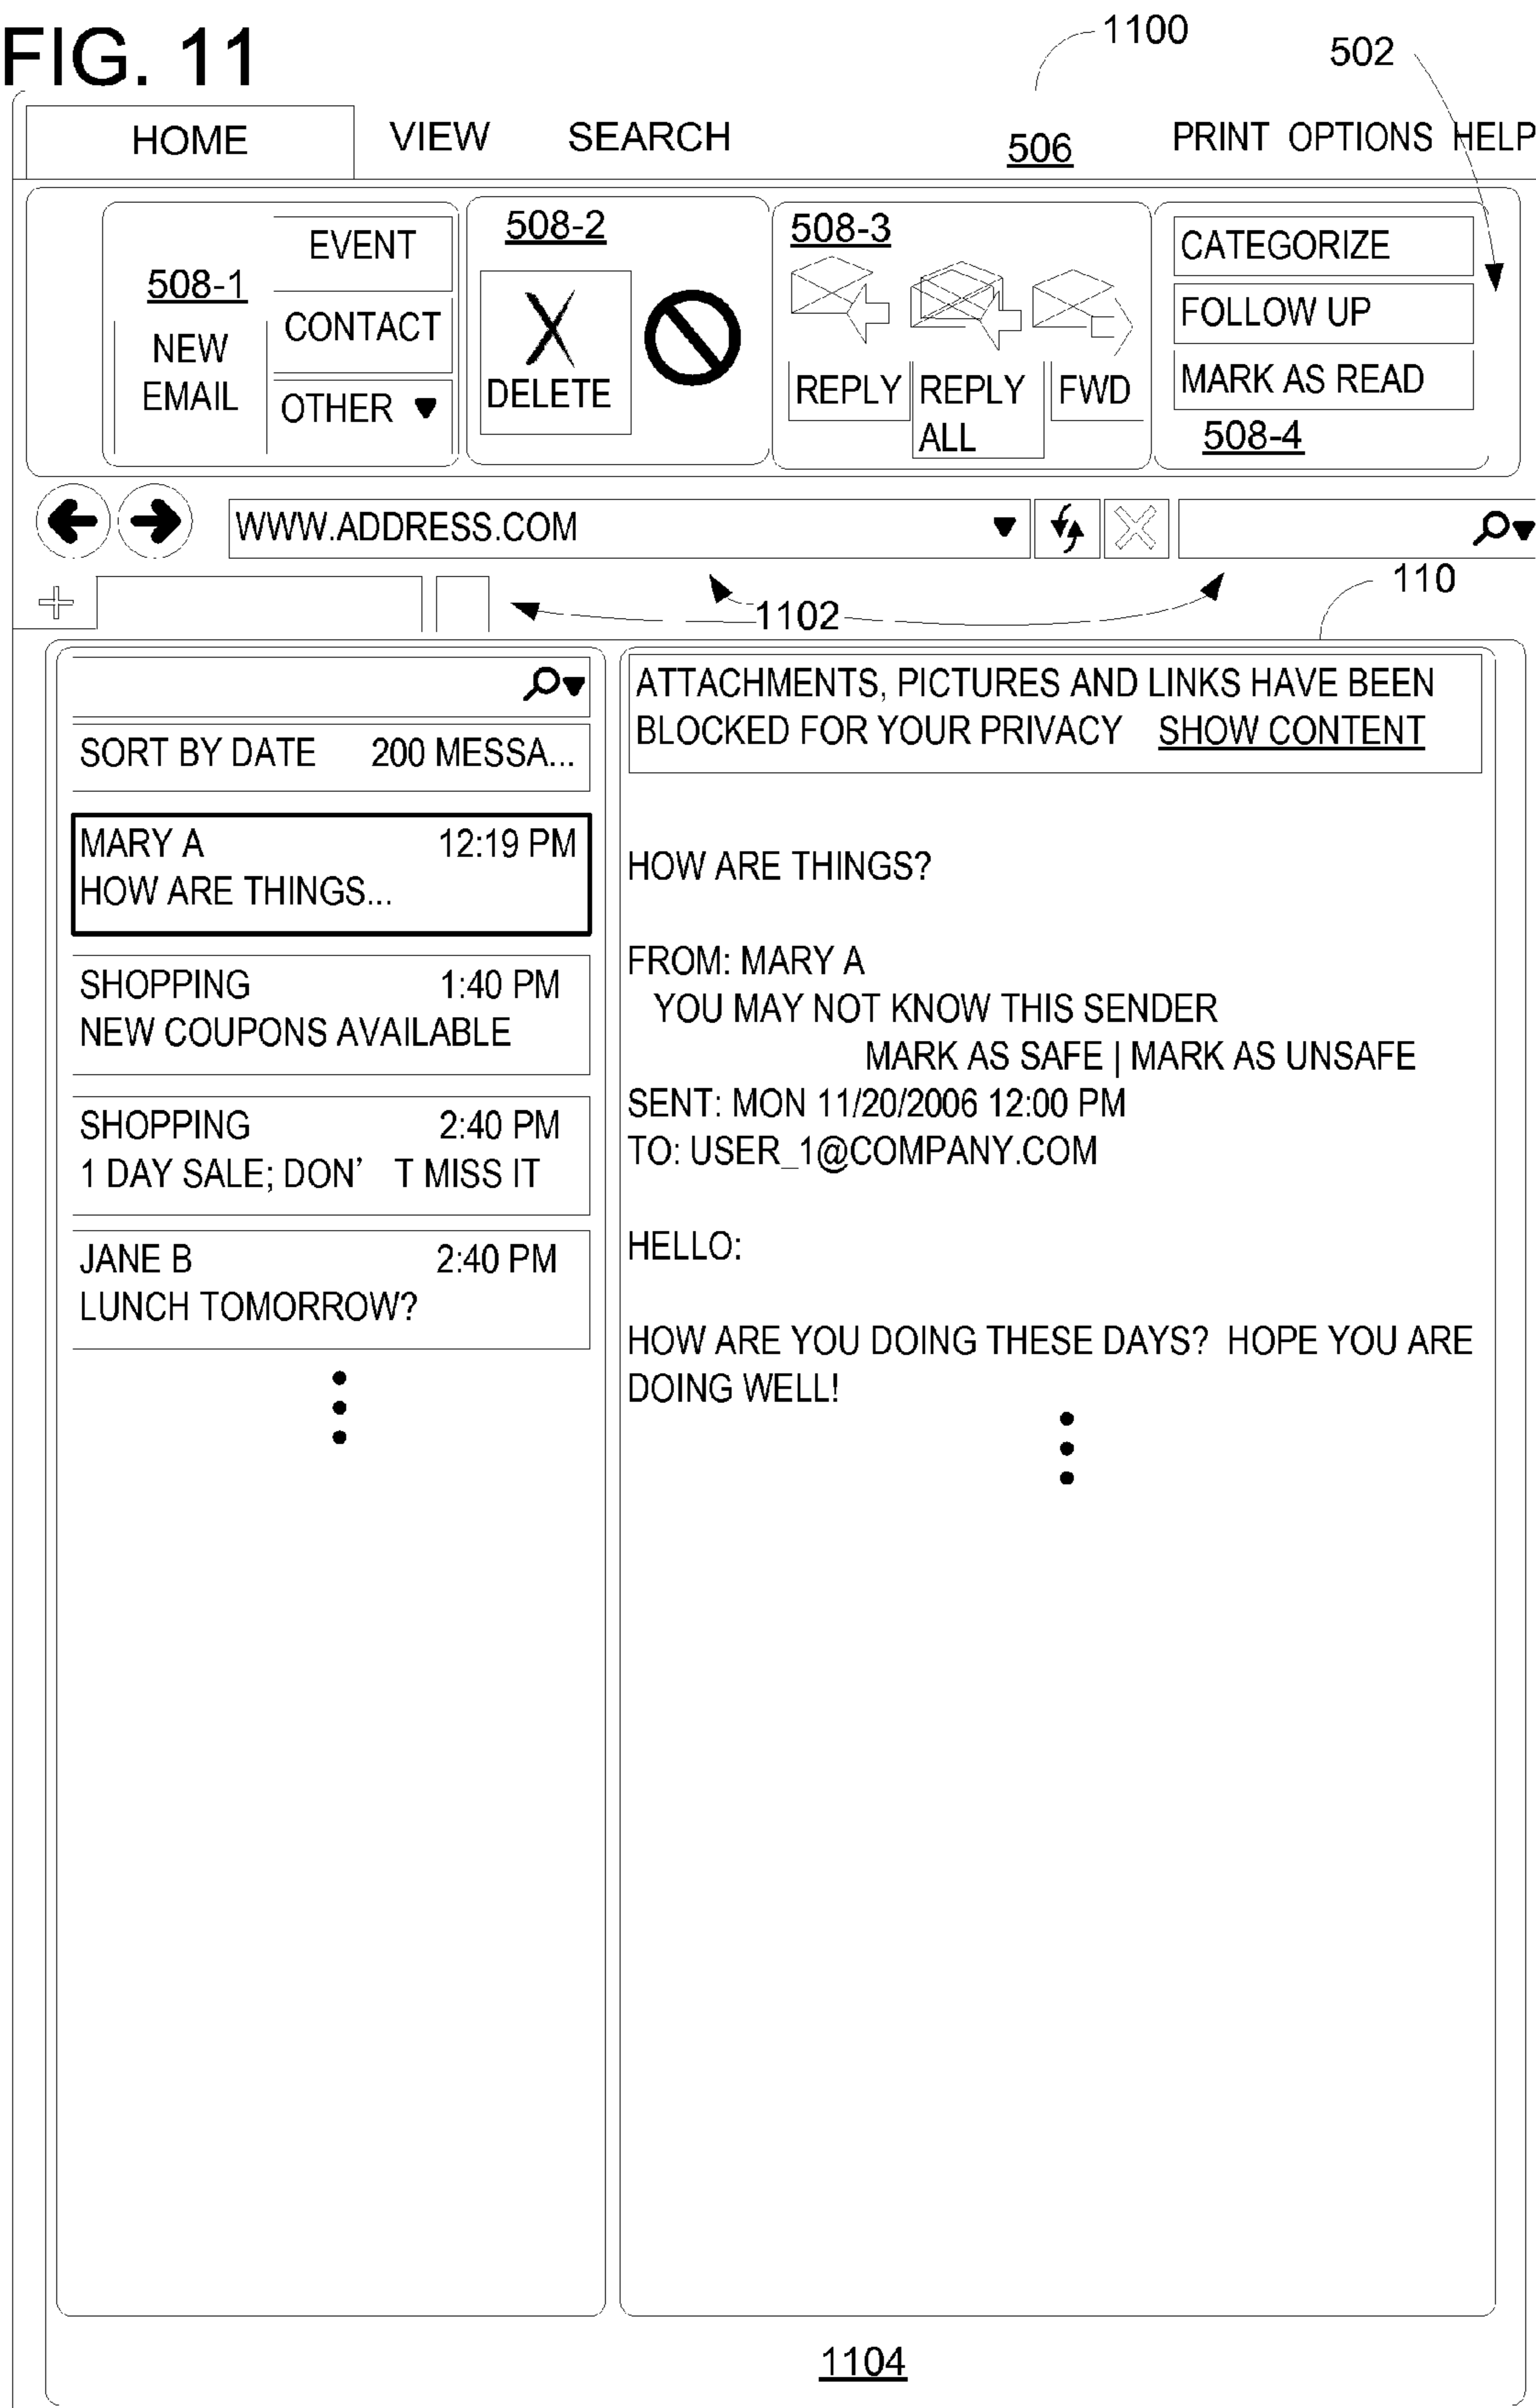 FIG. 11
1100
502
HOME VIEW SEARCH 506 PRINT OPTIONS HELP
508-1
NEW
EMAIL
EVENT
CONTACT
OTHER
508-2
X
DELETE
508-3
REPLY
REPLY
ALL
FWD
CATEGORIZE
FOLLOW UP
MARK AS READ
508-4
WWW.ADDRESS.COM
1102
110
SORT BY DATE 200 MESSA...
MARY A 12:19 PM
HOW ARE THINGS...
SHOPPING 1:40 PM
NEW COUPONS AVAILABLE
SHOPPING 2:40 PM
1 DAY SALE; DON' T MISS IT
JANE B 2:40 PM
LUNCH TOMORROW?
ATTACHMENTS, PICTURES AND LINKS HAVE BEEN
BLOCKED FOR YOUR PRIVACY SHOW CONTENT
HOW ARE THINGS?
FROM: MARY A
YOU MAY NOT KNOW THIS SENDER
MARK AS SAFE | MARK AS UNSAFE
SENT: MON 11/20/2006 12:00 PM
TO: USER_1@COMPANY.COM
HELLO:
HOW ARE YOU DOING THESE DAYS? HOPE YOU ARE
DOING WELL!
1104